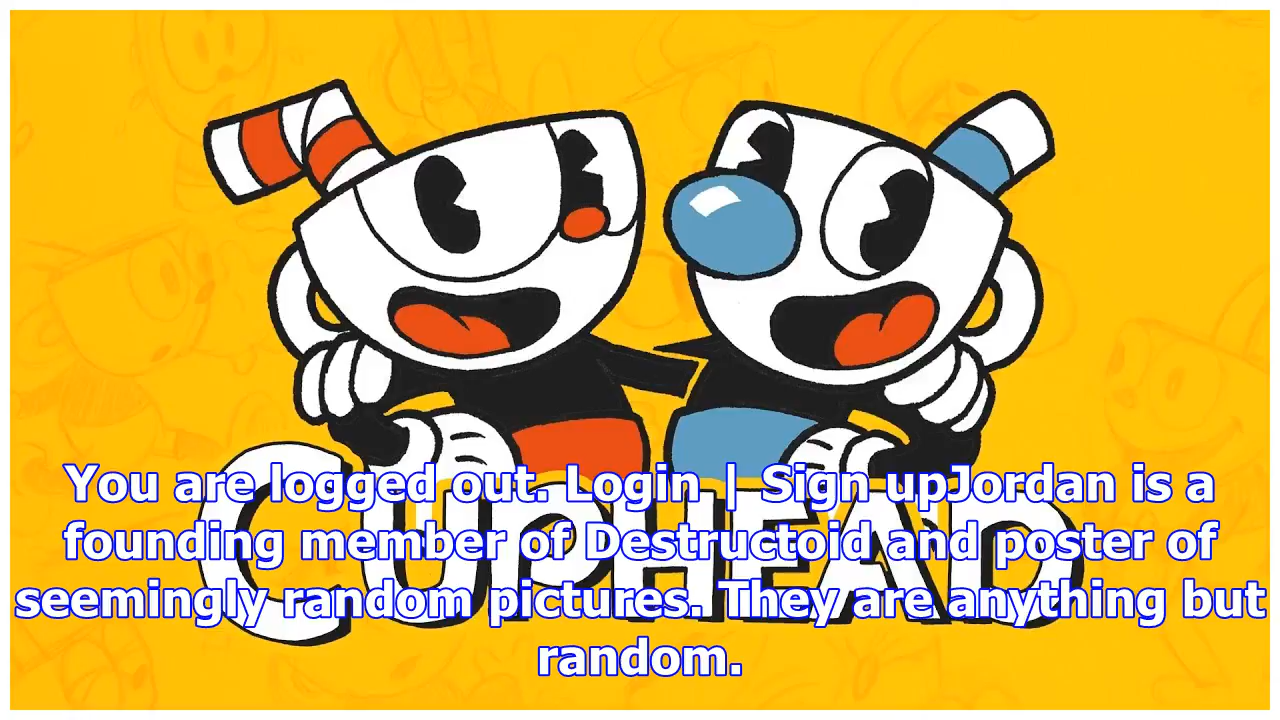 CUPHEAD
You are logged out. Login | Sign upJordan is a
founding member of Destructoid and poster of
seemingly random pictures. They are anything but
random.